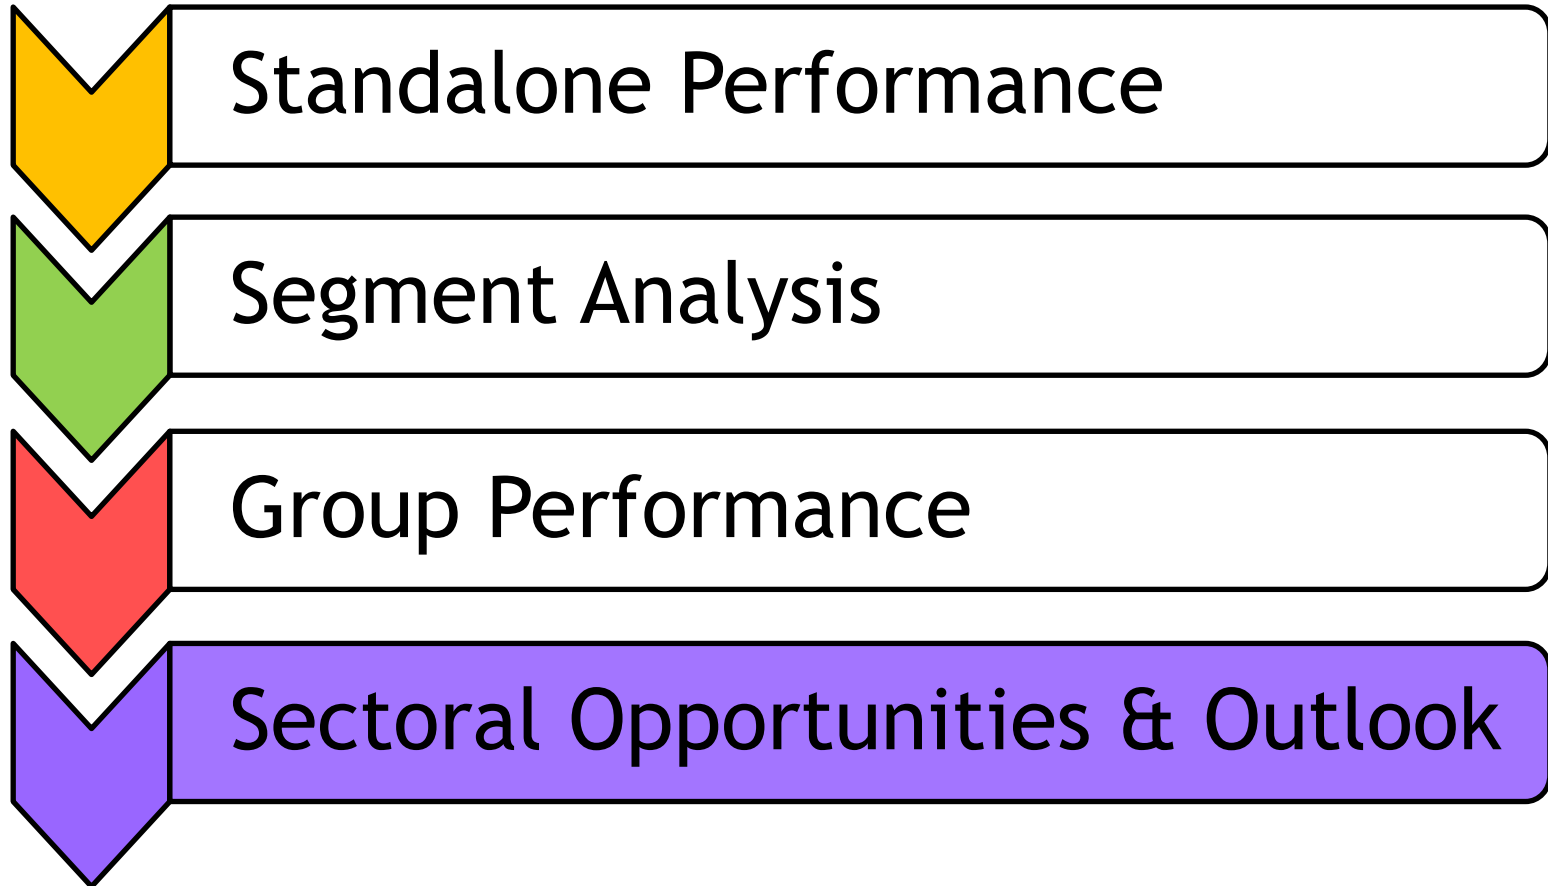 Standalone Performance
Segment Analysis
Group Performance
Sectoral Opportunities & Outlook